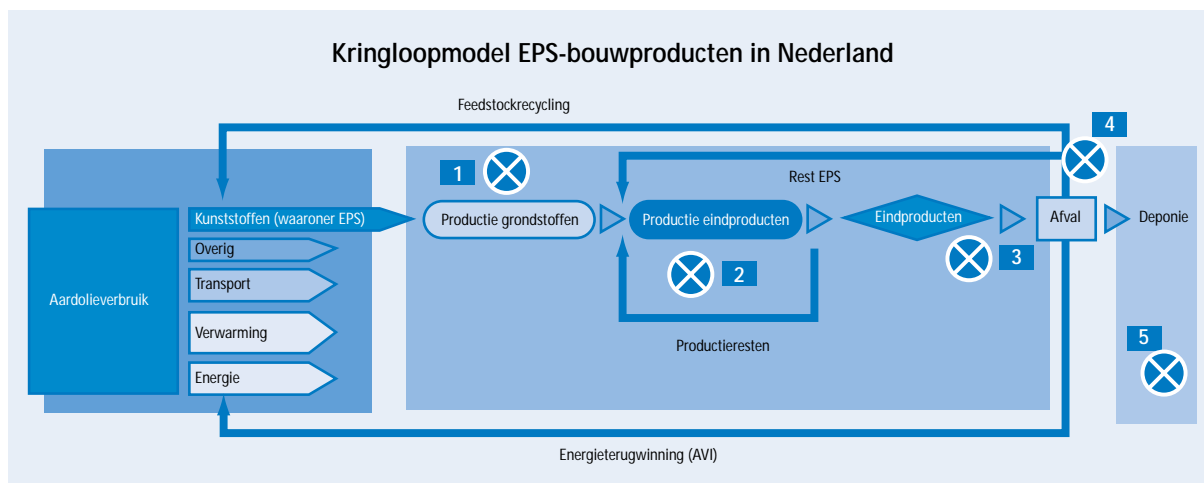 Kringloopmodel EPS-bouwproducten in Nederland
Feedstockrecycling
4
1
Rest EPS
Kunststoffen (waaroner EPS)
Productie grondstoffen
Productie eindproducten
Eindproducten
Afval
Deponie
Overig
3
2
Transport
Aardolieverbruik
Verwarming
Productieresten
5
Energie
Energieterugwinning (AVI)